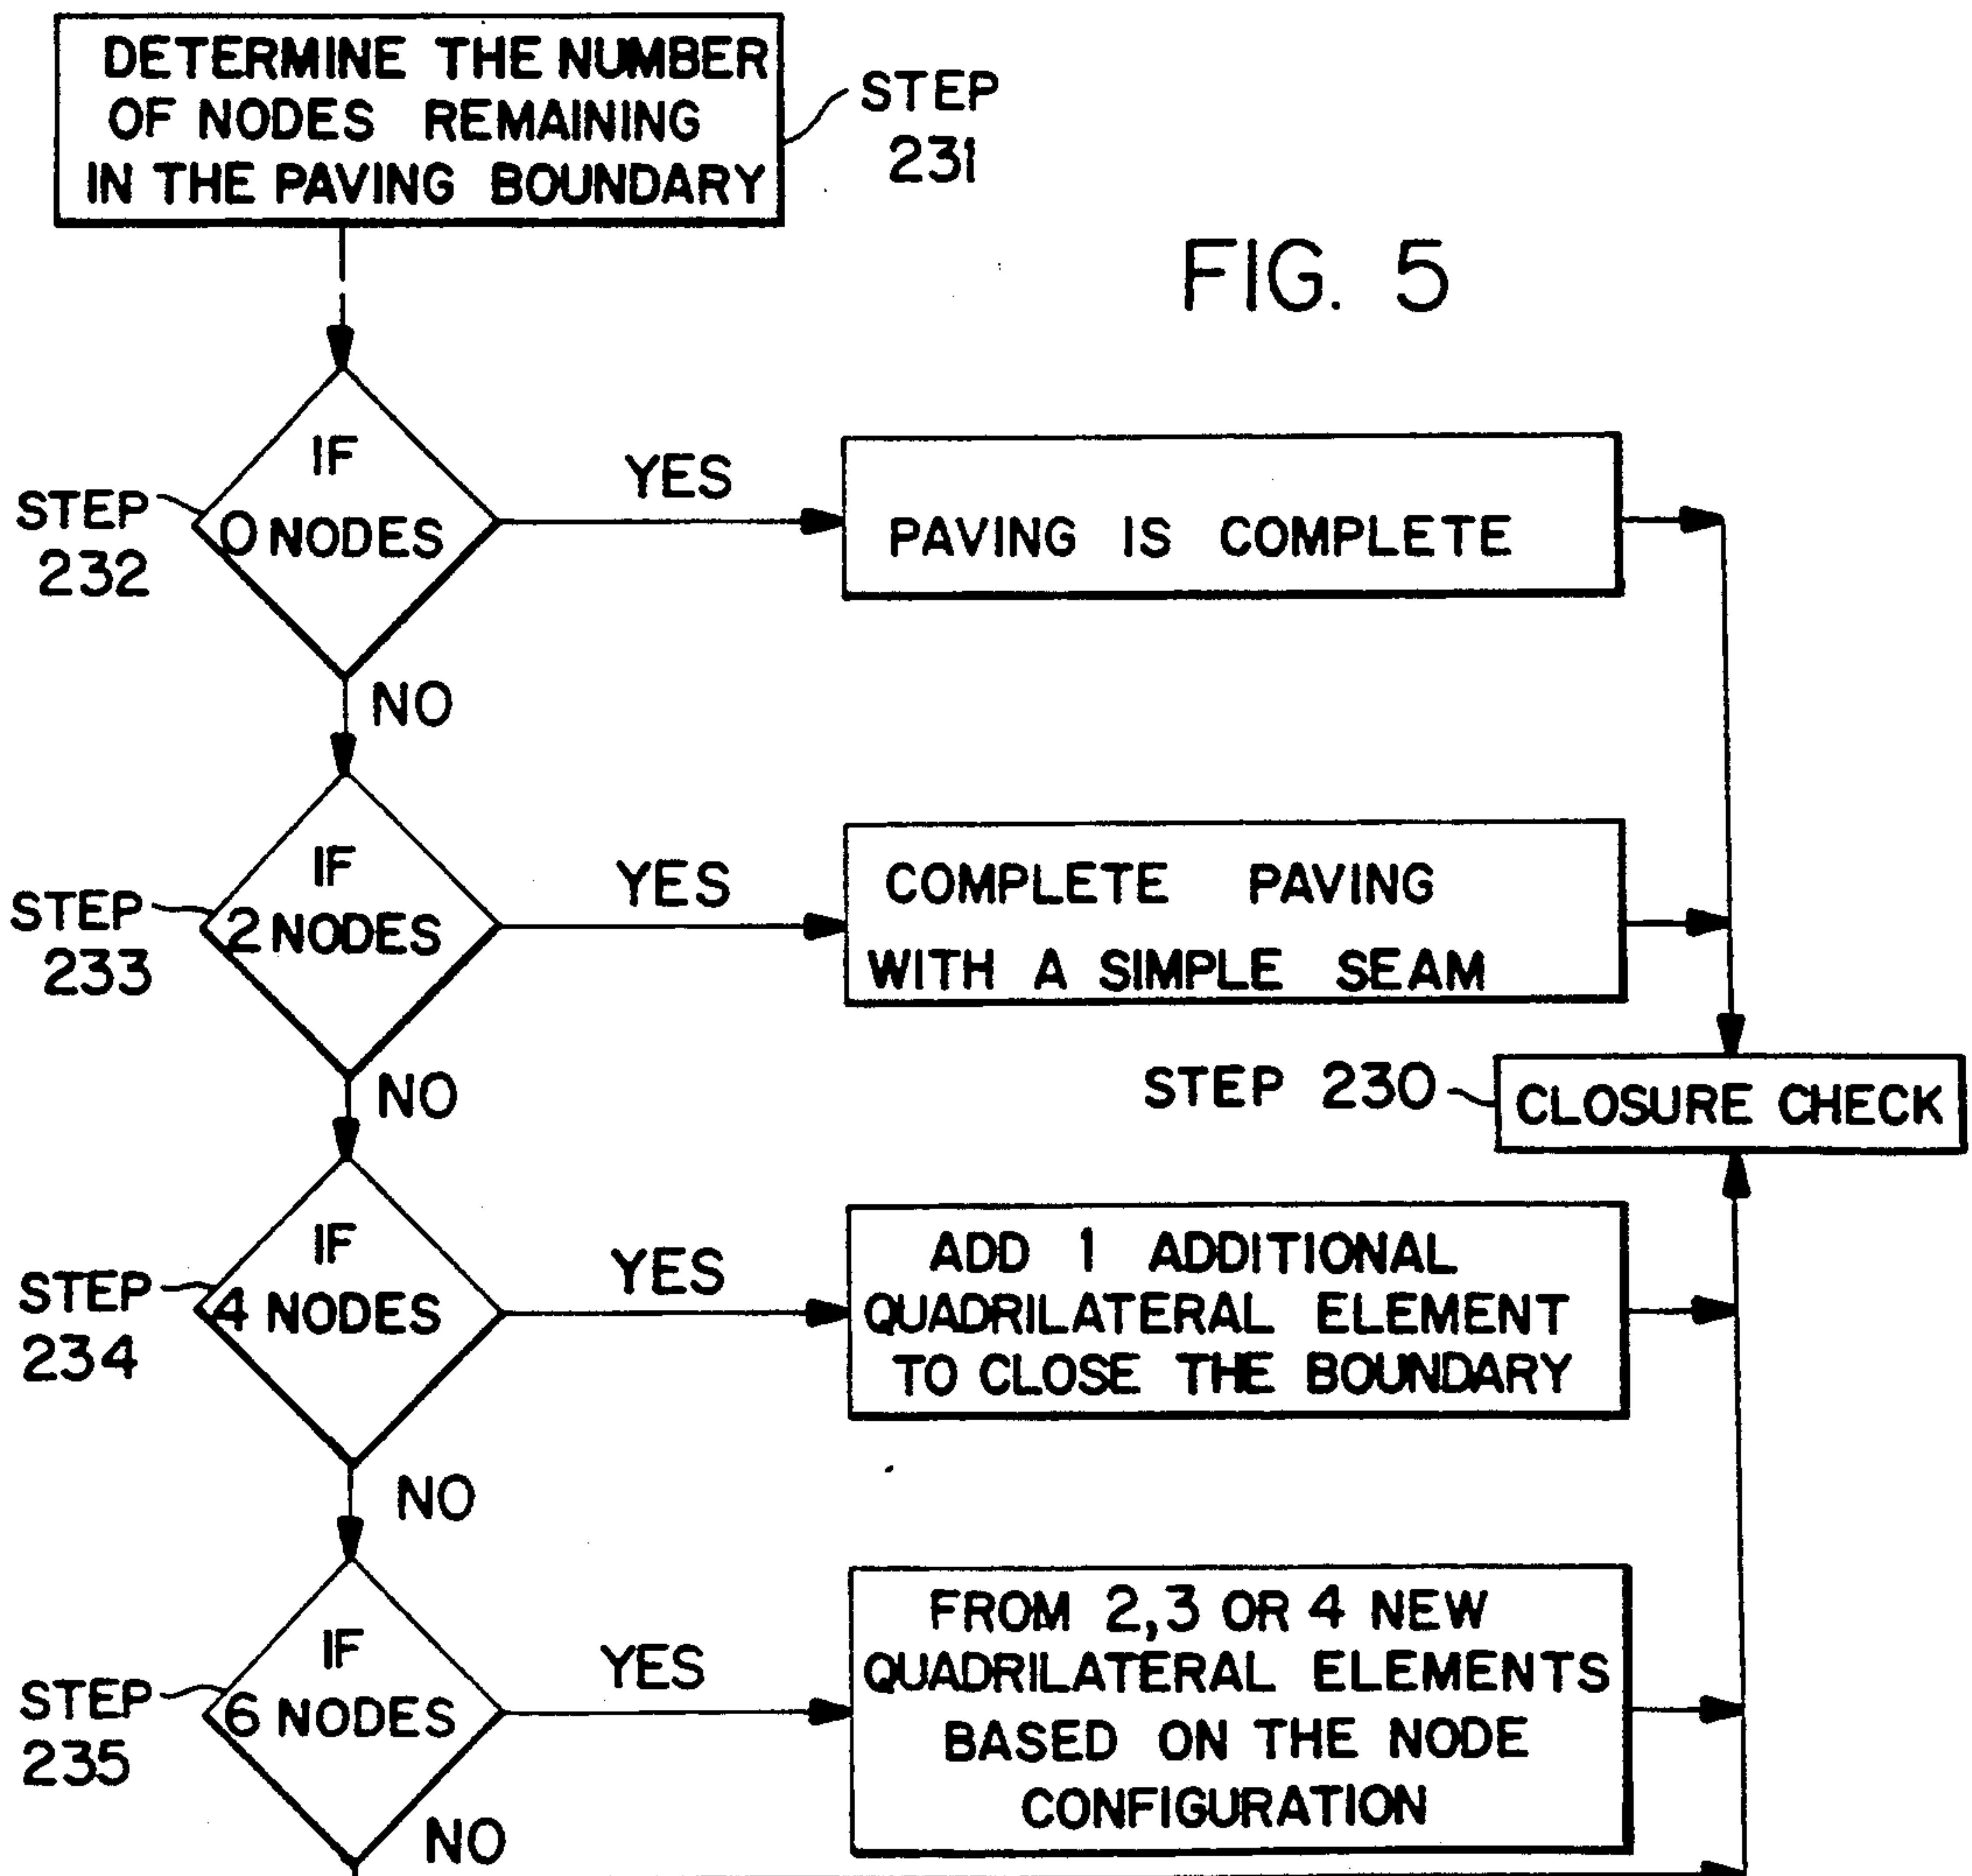 DETERMINE THE NUMBER
OF NODES REMAINING
IN THE PAVING BOUNDARY
STEP
231
FIG. 5
IF
0 NODES
STEP
232
YES
PAVING IS COMPLETE
NO
IF
2 NODES
STEP
233
YES
COMPLETE PAVING
WITH A SIMPLE SEAM
NO
STEP 230
CLOSURE CHECK
IF
4 NODES
STEP
234
YES
ADD 1 ADDITIONAL
QUADRILATERAL ELEMENT
TO CLOSE THE BOUNDARY
NO
IF
6 NODES
STEP
235
YES
FROM 2,3 OR 4 NEW
QUADRILATERAL ELEMENTS
BASED ON THE NODE
CONFIGURATION
NO